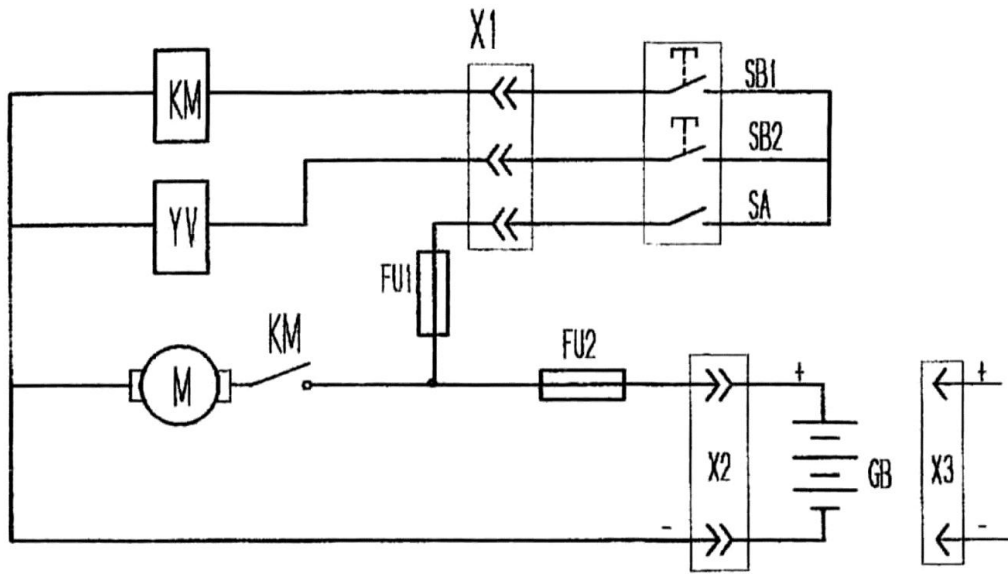 X1
KM
SB1
SB2
YV
SA
FU1
KM
FU2
M
+
+
X2
GB
X3
-
-